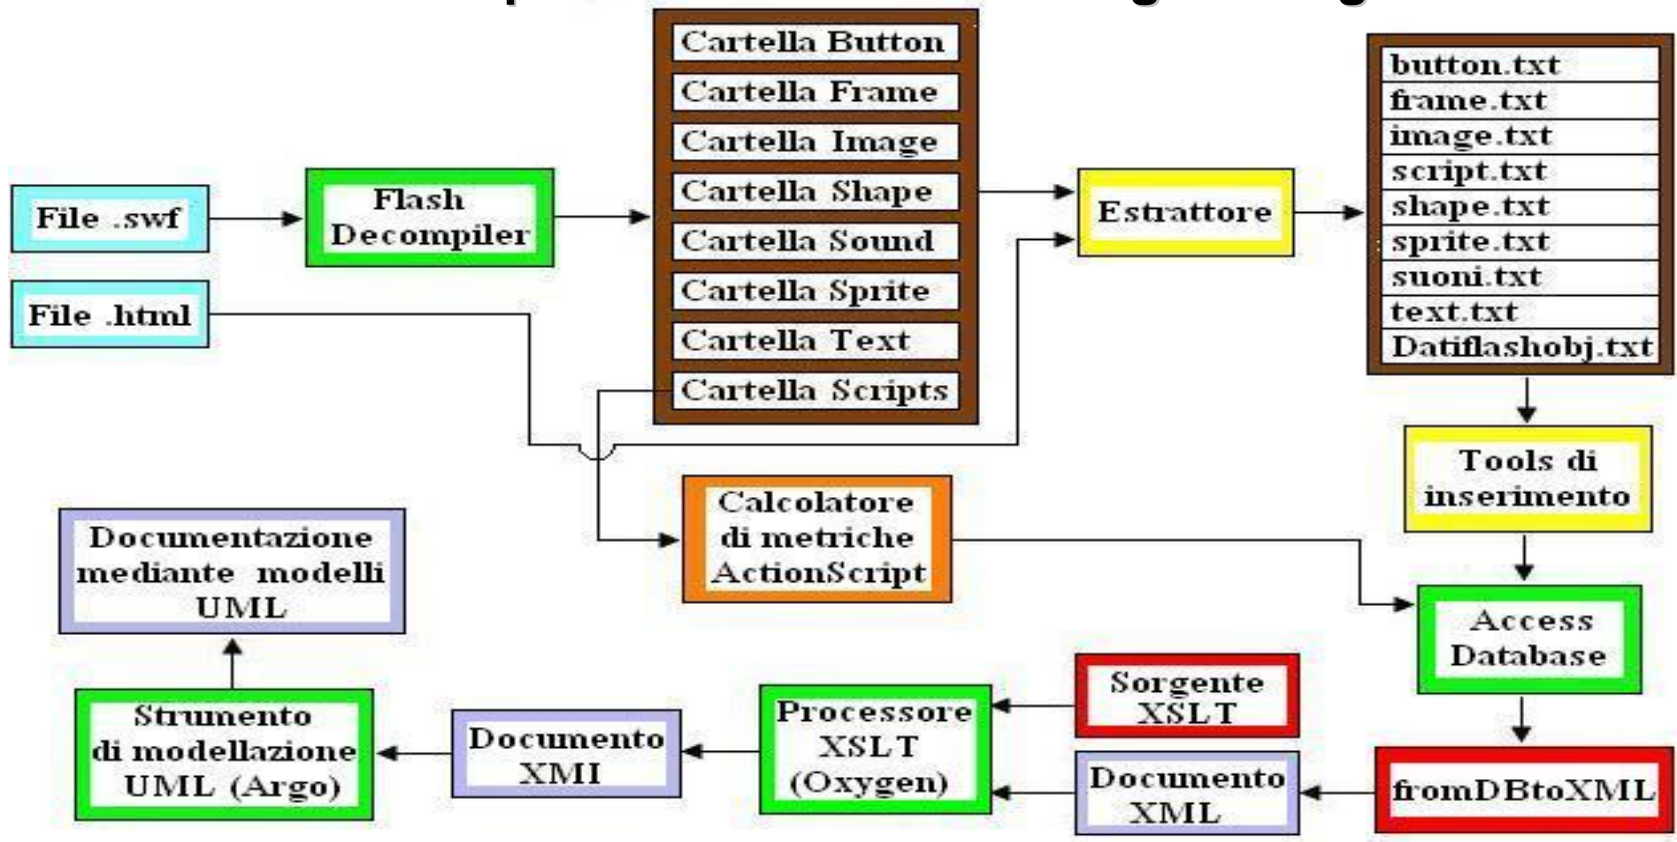 File .swf
File .html
Flash
Decompiler
Cartella Button
Cartella Frame
Cartella Image
Cartella Shape
Cartella Sound
Cartella Sprite
Cartella Text
Cartella Scripts
Estrattore
button.txt
frame.txt
image.txt
script.txt
shape.txt
sprite.txt
suoni.txt
text.txt
Datiflashobj.txt
Tools di
inserimento
Calcolatore
di metriche
ActionScript
Access
Database
fromDBtoXML
Sorgente
XSLT
Documento
XML
Processore
XSLT
(Oxygen)
Documento
XMI
Strumento
di modellazione
UML (Argo)
Documentazione
mediante modelli
UML